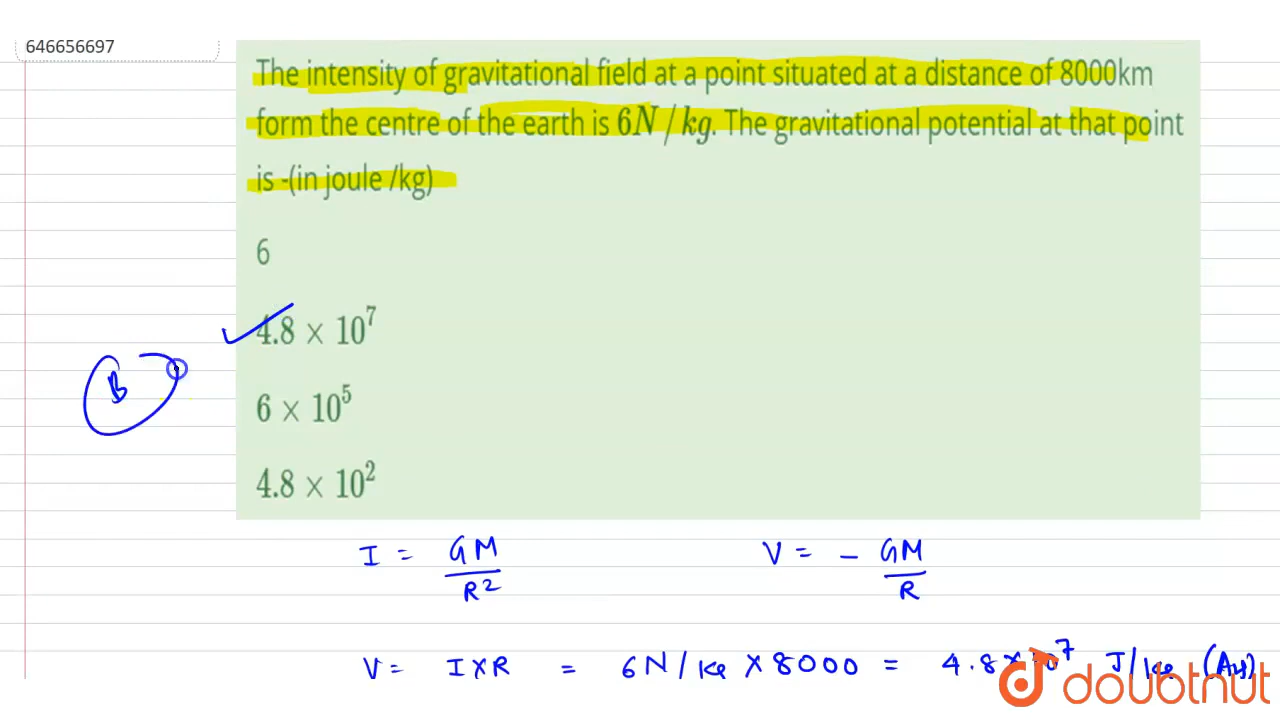 646656697
The intensity of gravitational field at a point situated at a distance of 8000km
form the centre of the earth is 6N/kg. The gravitational potential at that point
is -(in joule /kg)
6
4.8 × 10^7
B
6 × 10^5
4.8 × 10^2
I = GM/R^2 V = - GM/R
V = I×R = 6N/kg × 8000 = 4.8×10^7 J/kg (Ans)
doubtnut